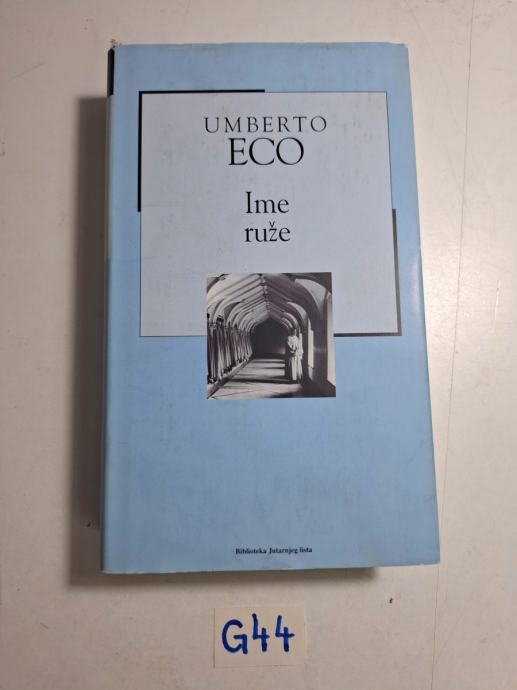 UMBERTO
ECO
Ime
ruže
Biblioteka Jutarnjeg lista
G44